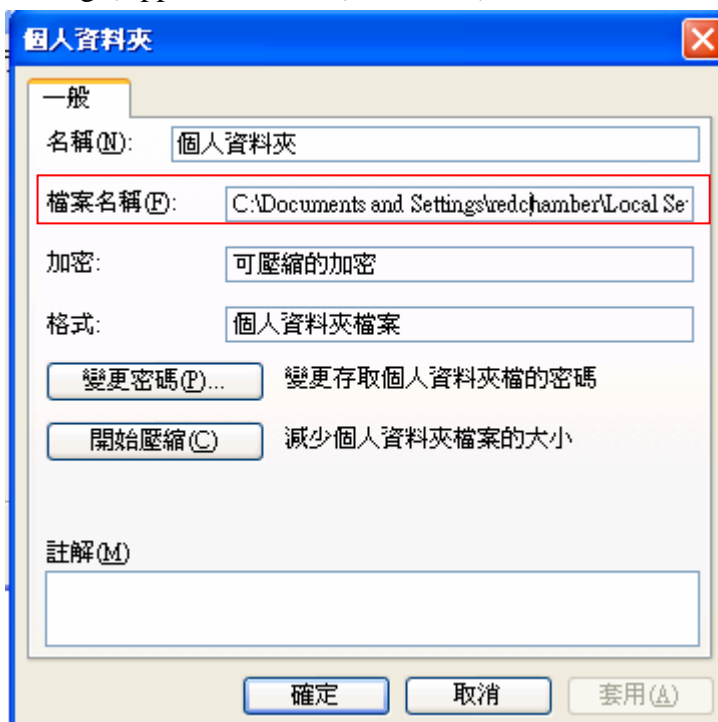 個人資料夾
一般
名稱(N): 個人資料夾
檔案名稱(F): C:\Documents and Settings\redchamber\Local Se
加密: 可壓縮的加密
格式: 個人資料夾檔案
變更密碼(P)... 變更存取個人資料夾檔的密碼
開始壓縮(C) 減少個人資料夾檔案的大小
註解(M)
確定 取消 套用(A)